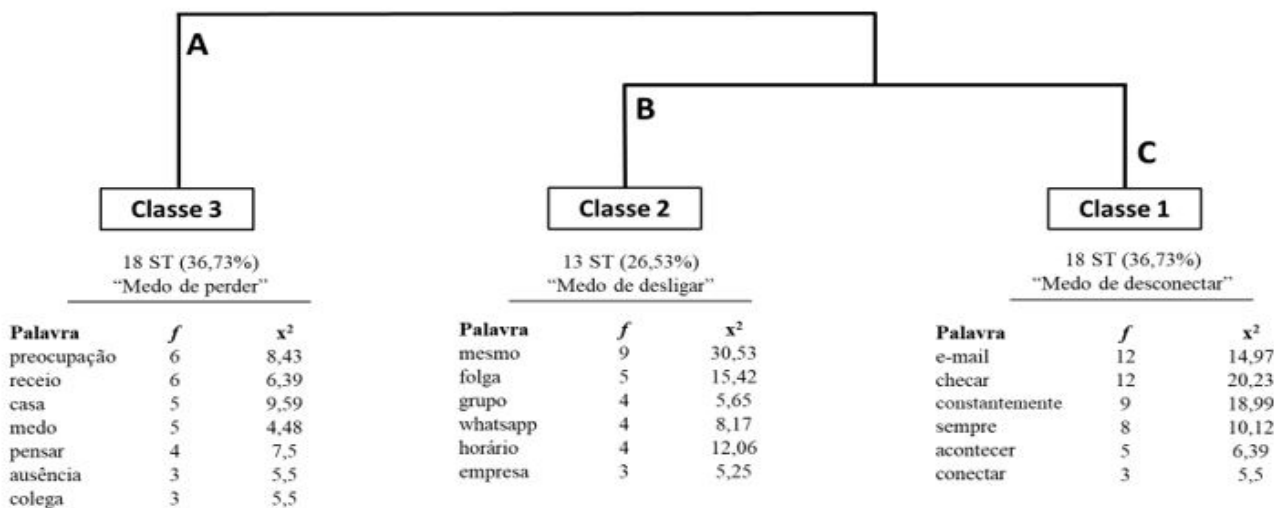 A
B
C
Classe 3
18 ST (36,73%)
“Medo de perder”
Palavra f x²
preocupação 6 8,43
receio 6 6,39
casa 5 9,59
medo 5 4,48
pensar 4 7,5
ausência 3 5,5
colega 3 5,5
Classe 2
13 ST (26,53%)
“Medo de desligar”
Palavra f x²
mesmo 9 30,53
folga 5 15,42
grupo 4 5,65
whatsapp 4 8,17
horário 4 12,06
empresa 3 5,25
Classe 1
18 ST (36,73%)
“Medo de desconectar”
Palavra f x²
e-mail 12 14,97
checar 12 20,23
constantemente 9 18,99
sempre 8 10,12
acontecer 5 6,39
conectar 3 5,5